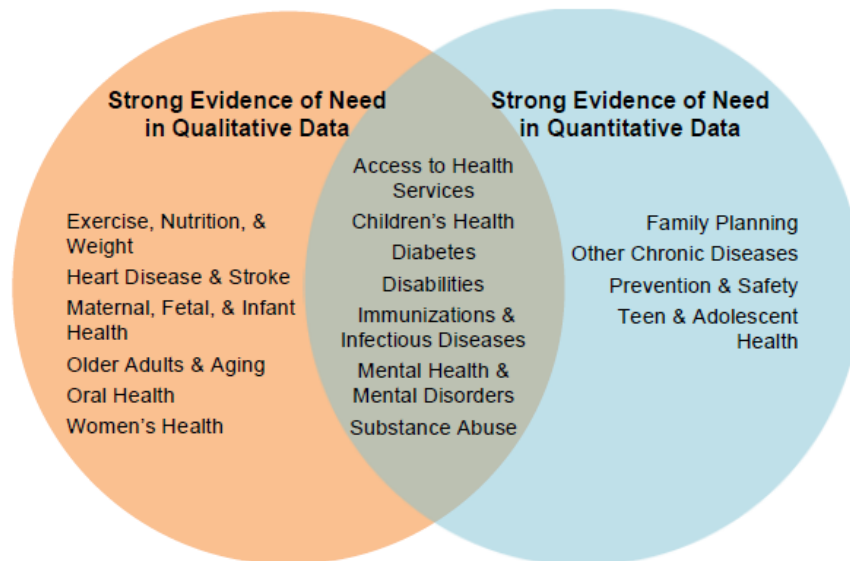 Strong Evidence of Need
in Qualitative Data
Exercise, Nutrition, &
Weight
Heart Disease & Stroke
Maternal, Fetal, & Infant
Health
Older Adults & Aging
Oral Health
Women's Health
Access to Health
Services
Children's Health
Diabetes
Disabilities
Immunizations &
Infectious Diseases
Mental Health &
Mental Disorders
Substance Abuse
Strong Evidence of Need
in Quantitative Data
Family Planning
Other Chronic Diseases
Prevention & Safety
Teen & Adolescent
Health